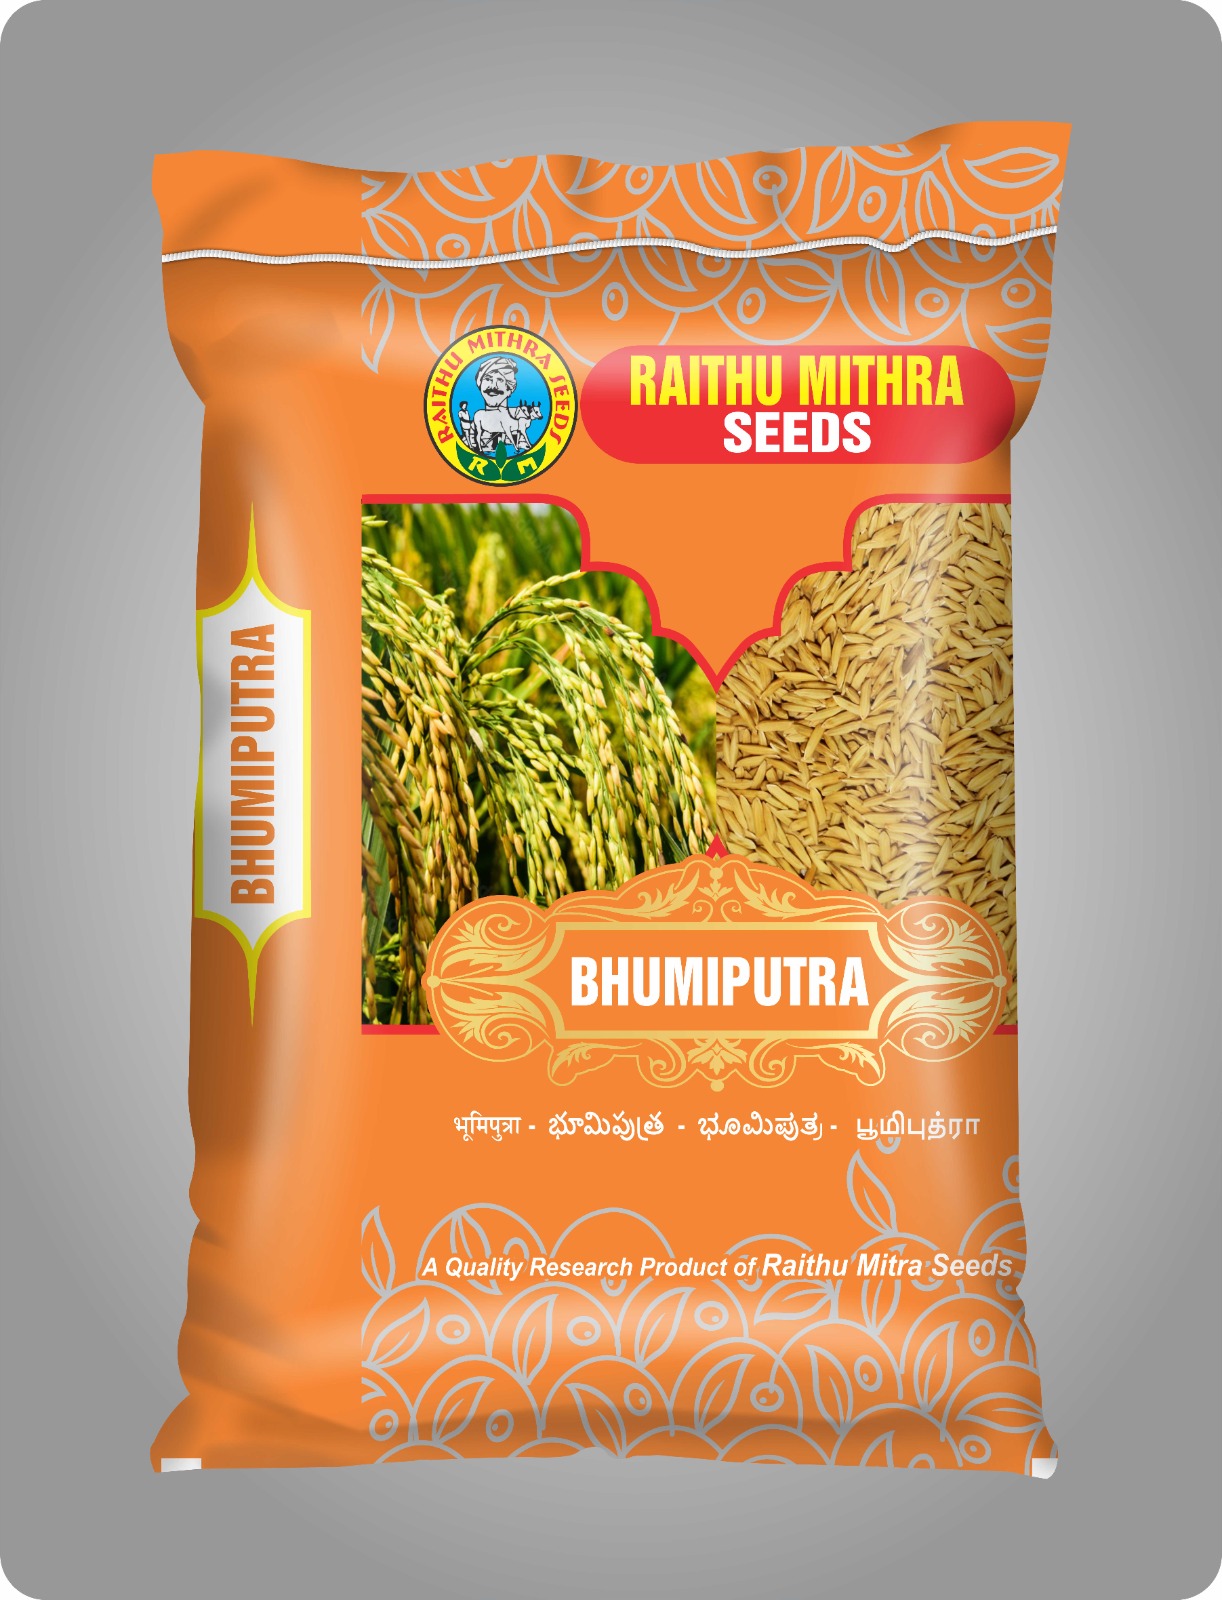 RAITHU MITHRA SEEDS
R Y M
RAITHU MITHRA
SEEDS
BHUMIPUTRA
BHUMIPUTRA
भूमिपुत्रा - భూమిపుత్ర - ಭೂಮಿಪುತ್ರ - பூமிபுத்ரா
A Quality Research Product of Raithu Mitra Seeds